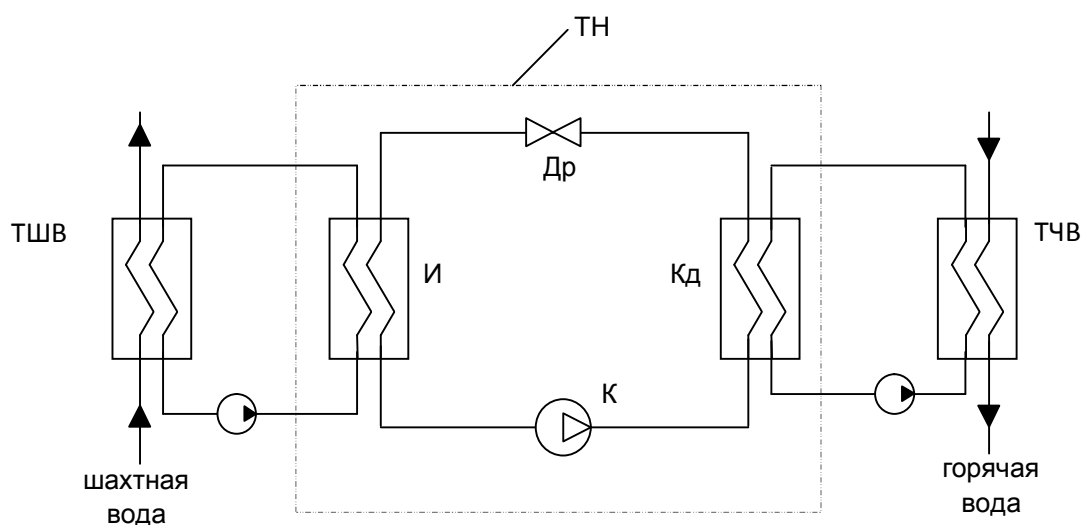 ТН
Др
ТШВ
И
Кд
ТЧВ
К
шахтная
вода
горячая
вода